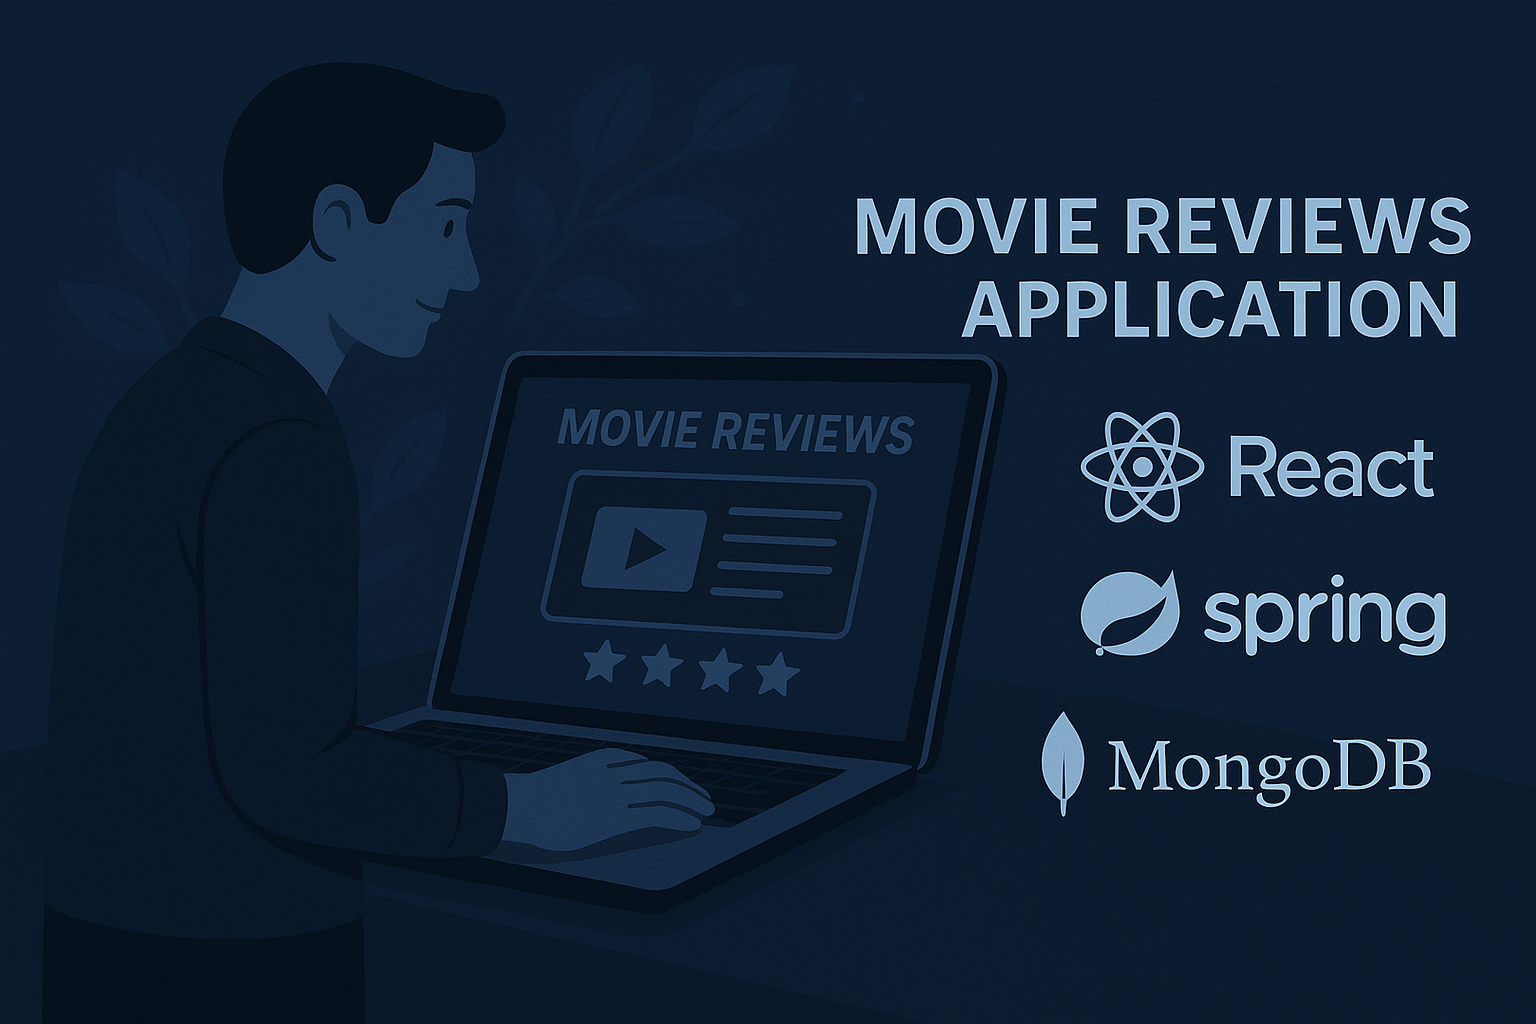 MOVIE REVIEWS
APPLICATION
MOVIE REVIEWS
React
spring
MongoDB